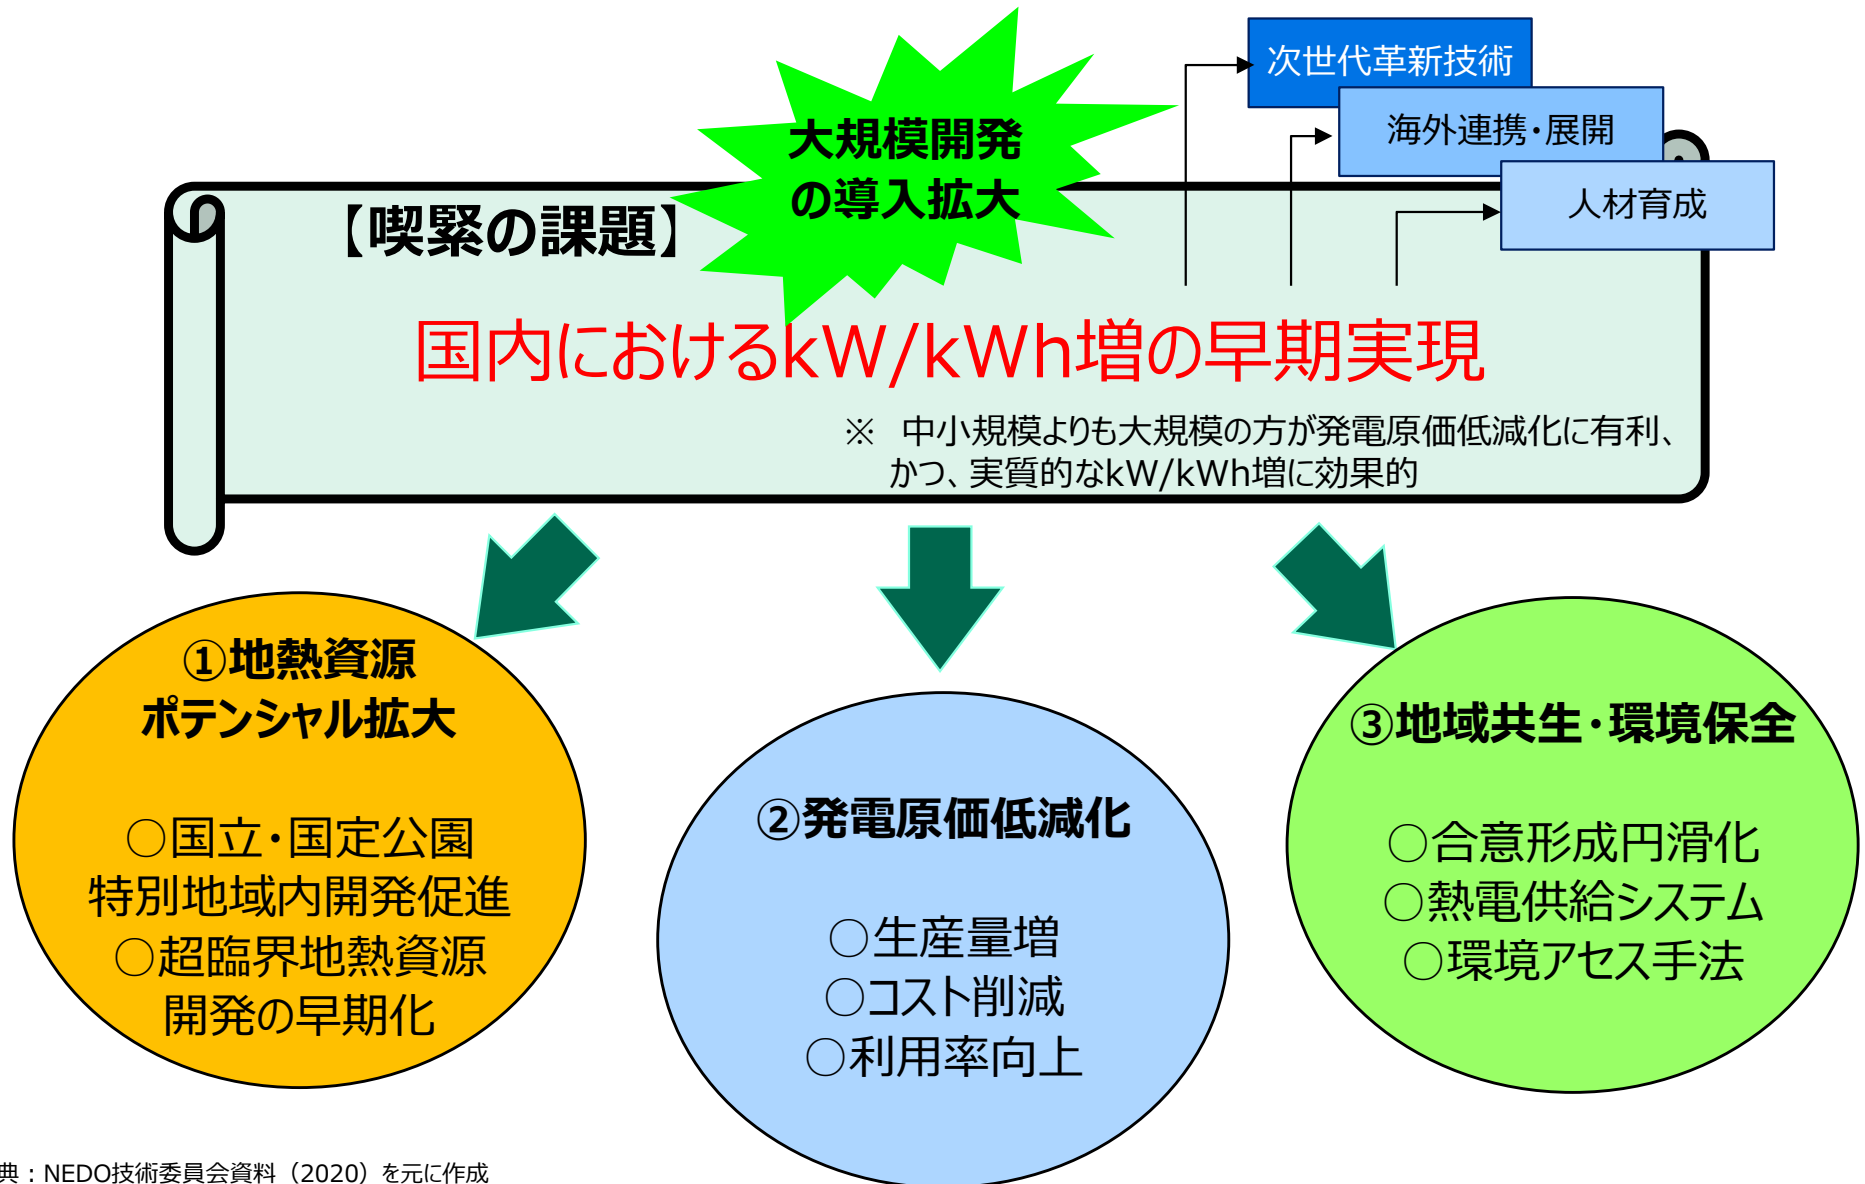 大規模開発
の導入拡大
次世代革新技術
海外連携・展開
人材育成
【喫緊の課題】
国内におけるkW/kWh増の早期実現
※　中小規模よりも大規模の方が発電原価低減化に有利、
かつ、実質的なkW/kWh増に効果的
①地熱資源
ポテンシャル拡大
○国立・国定公園
特別地域内開発促進
○超臨界地熱資源
開発の早期化
②発電原価低減化
○生産量増
○コスト削減
○利用率向上
③地域共生・環境保全
○合意形成円滑化
○熱電供給システム
○環境アセス手法
典：NEDO技術委員会資料（2020）を元に作成